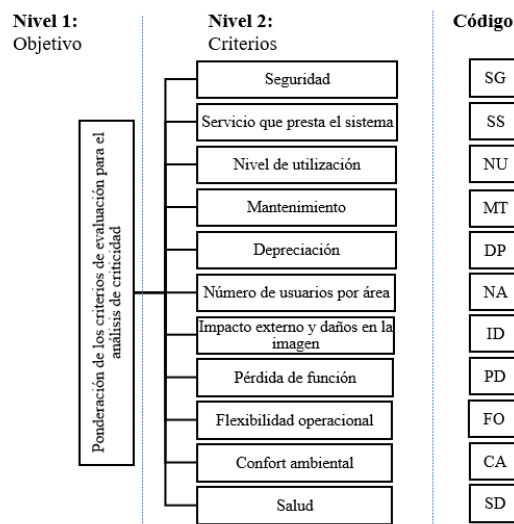 Nivel 1:
Objetivo
Nivel 2:
Criterios
Código
Ponderación de los criterios de evaluación para el
análisis de criticidad
Seguridad
SG
Servicio que presta el sistema
SS
Nivel de utilización
NU
Mantenimiento
MT
Depreciación
DP
Número de usuarios por área
NA
Impacto externo y daños en la
imagen
ID
Pérdida de función
PD
Flexibilidad operacional
FO
Confort ambiental
CA
Salud
SD